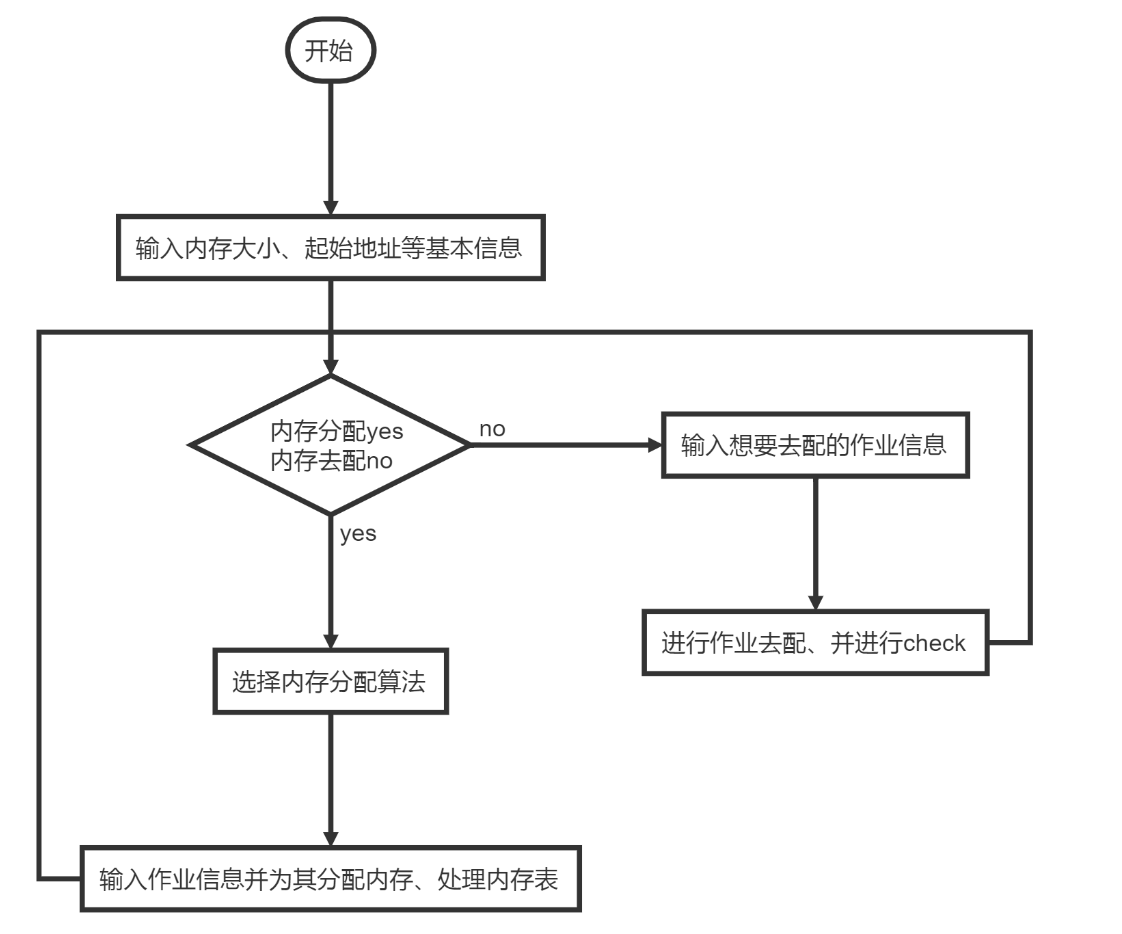 开始
输入内存大小、起始地址等基本信息
内存分配yes
内存去配no
no
输入想要去配的作业信息
yes
进行作业去配、并进行check
选择内存分配算法
输入作业信息并为其分配内存、处理内存表